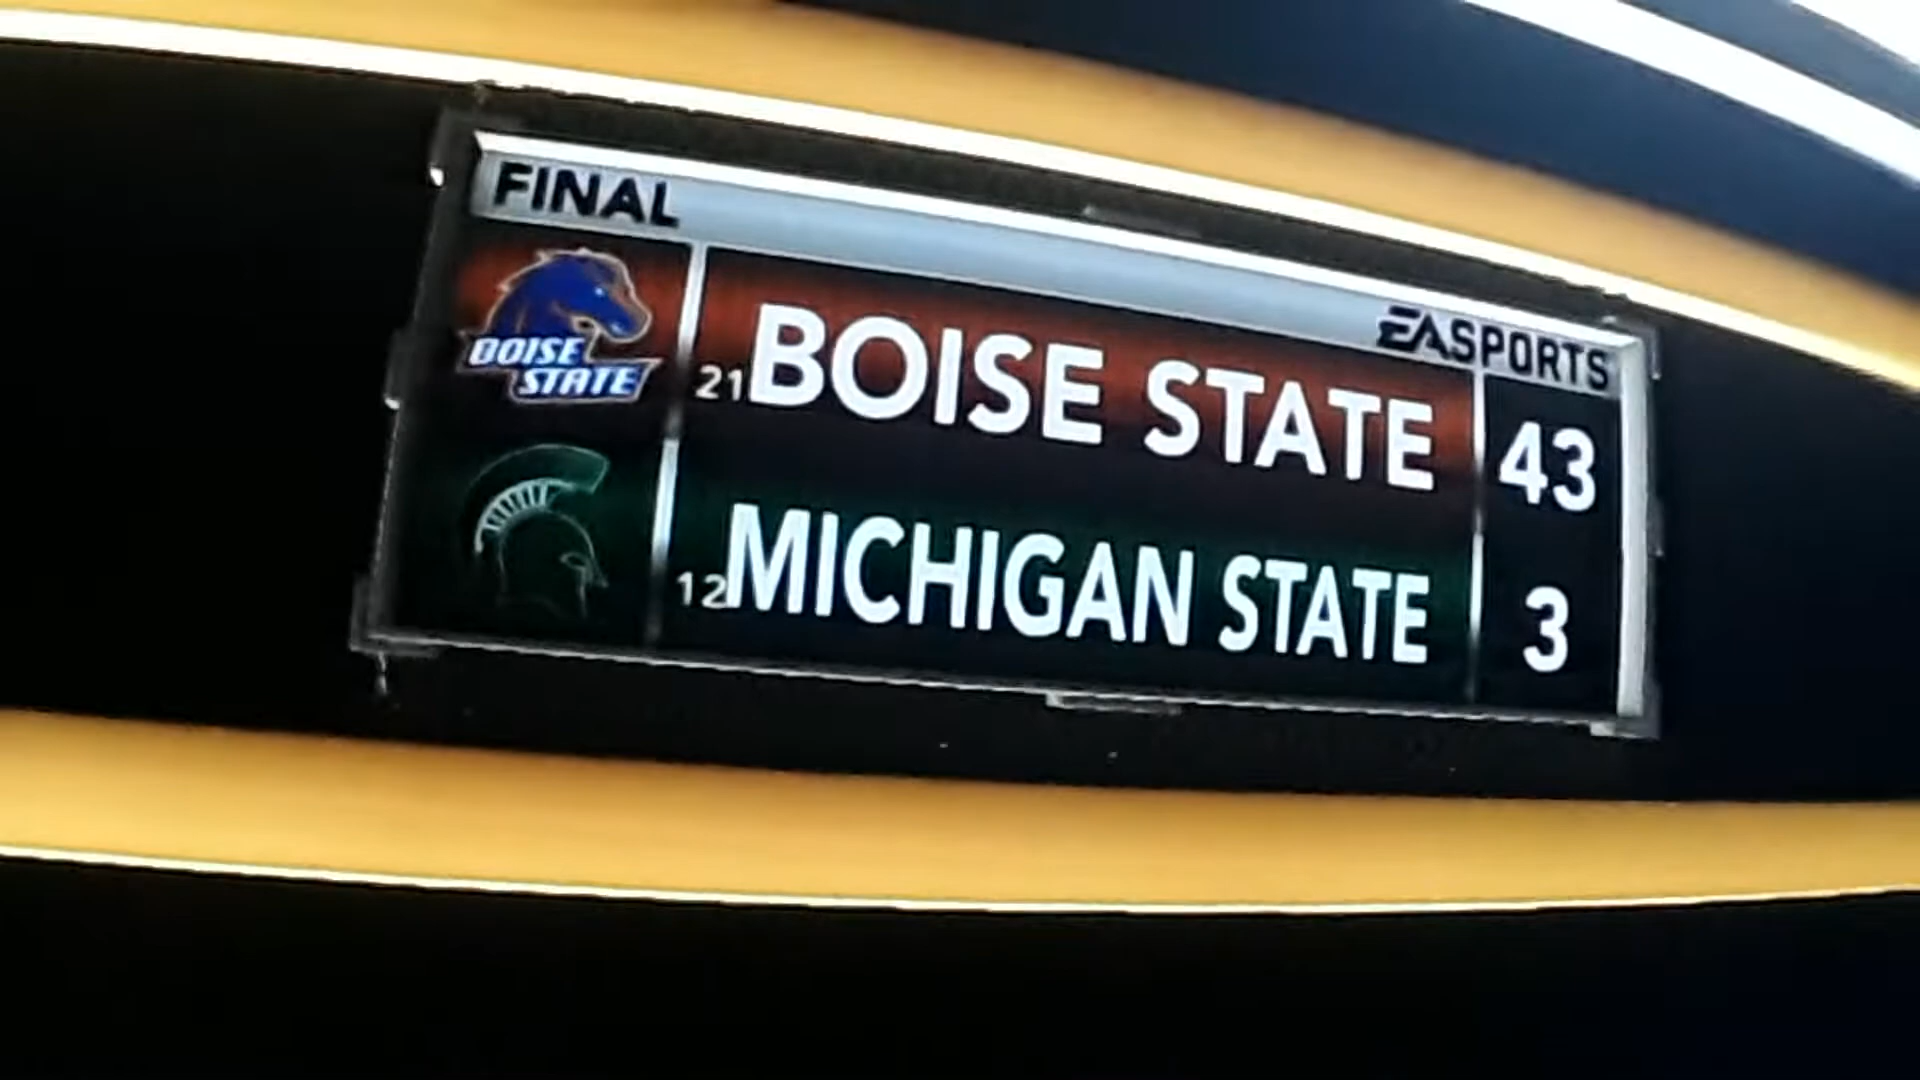 FINAL
EA SPORTS
BOISE STATE
21 BOISE STATE 43
12 MICHIGAN STATE 3